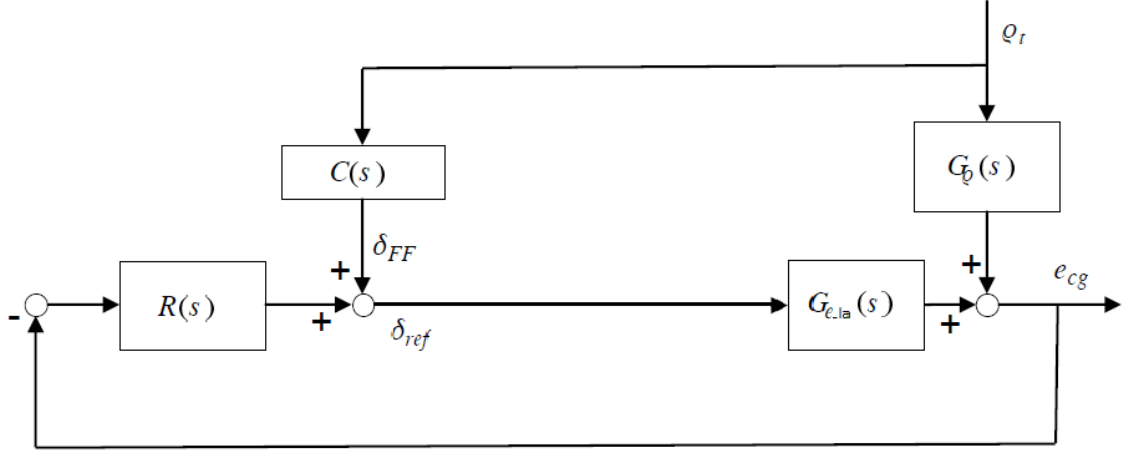 ϱ_r
C(s)
G_ϱ(s)
δ_FF
+
+
e_cg
R(s)
G_e_la(s)
-
+
δ_ref
+